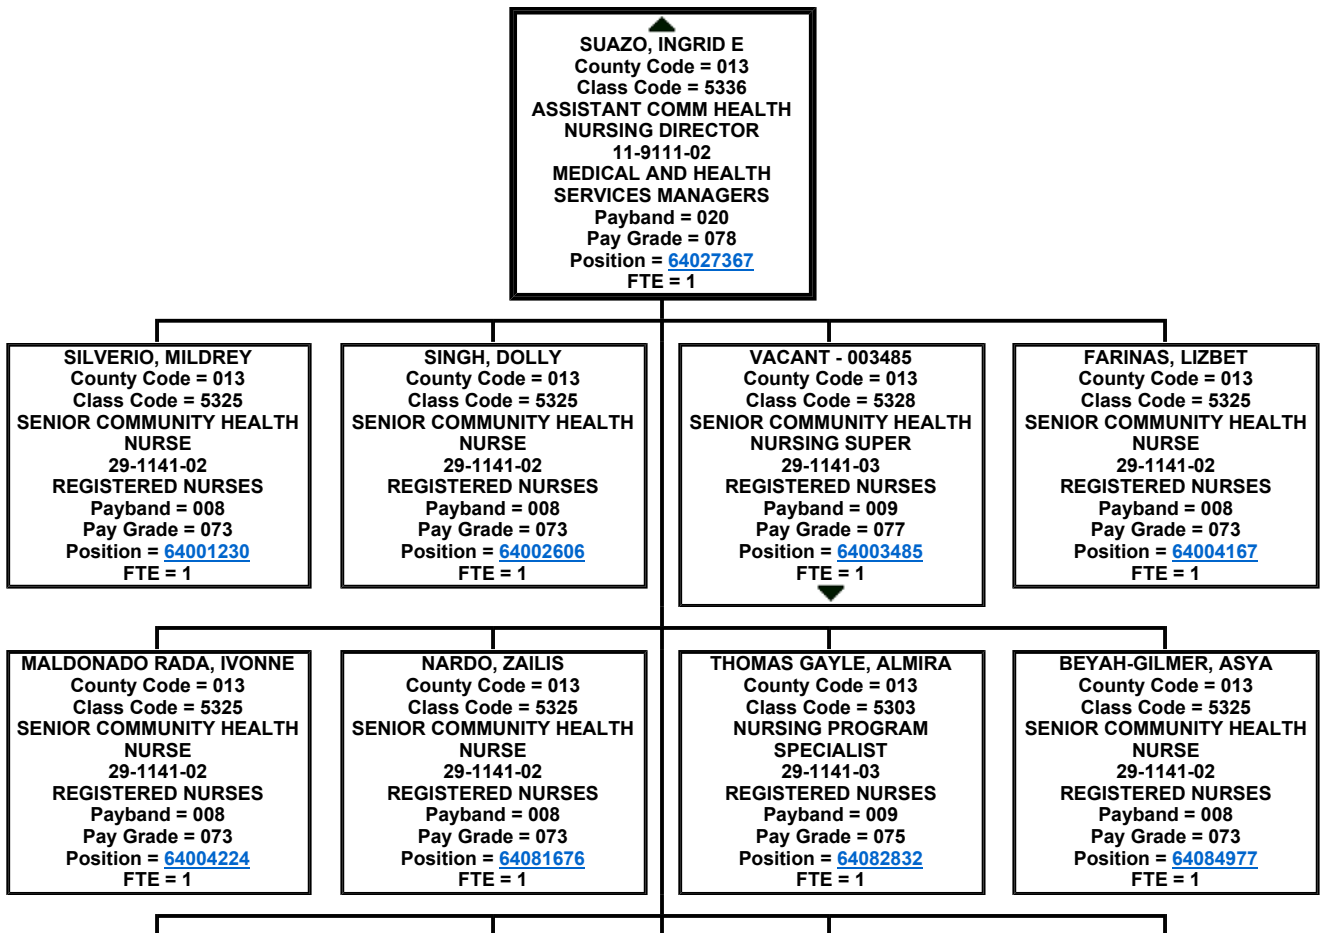 SUAZO, INGRID E
County Code = 013
Class Code = 5336
ASSISTANT COMM HEALTH
NURSING DIRECTOR
11-9111-02
MEDICAL AND HEALTH
SERVICES MANAGERS
Payband = 020
Pay Grade = 078
Position = 64027367
FTE = 1
SILVERIO, MILDREY
County Code = 013
Class Code = 5325
SENIOR COMMUNITY HEALTH
NURSE
29-1141-02
REGISTERED NURSES
Payband = 008
Pay Grade = 073
Position = 64001230
FTE = 1
SINGH, DOLLY
County Code = 013
Class Code = 5325
SENIOR COMMUNITY HEALTH
NURSE
29-1141-02
REGISTERED NURSES
Payband = 008
Pay Grade = 073
Position = 64002606
FTE = 1
VACANT - 003485
County Code = 013
Class Code = 5328
SENIOR COMMUNITY HEALTH
NURSING SUPER
29-1141-03
REGISTERED NURSES
Payband = 009
Pay Grade = 077
Position = 64003485
FTE = 1
FARINAS, LIZBET
County Code = 013
Class Code = 5325
SENIOR COMMUNITY HEALTH
NURSE
29-1141-02
REGISTERED NURSES
Payband = 008
Pay Grade = 073
Position = 64004167
FTE = 1
MALDONADO RADA, IVONNE
County Code = 013
Class Code = 5325
SENIOR COMMUNITY HEALTH
NURSE
29-1141-02
REGISTERED NURSES
Payband = 008
Pay Grade = 073
Position = 64004224
FTE = 1
NARDO, ZAILIS
County Code = 013
Class Code = 5325
SENIOR COMMUNITY HEALTH
NURSE
29-1141-02
REGISTERED NURSES
Payband = 008
Pay Grade = 073
Position = 64081676
FTE = 1
THOMAS GAYLE, ALMIRA
County Code = 013
Class Code = 5303
NURSING PROGRAM
SPECIALIST
29-1141-03
REGISTERED NURSES
Payband = 009
Pay Grade = 075
Position = 64082832
FTE = 1
BEYAH-GILMER, ASYA
County Code = 013
Class Code = 5325
SENIOR COMMUNITY HEALTH
NURSE
29-1141-02
REGISTERED NURSES
Payband = 008
Pay Grade = 073
Position = 64084977
FTE = 1